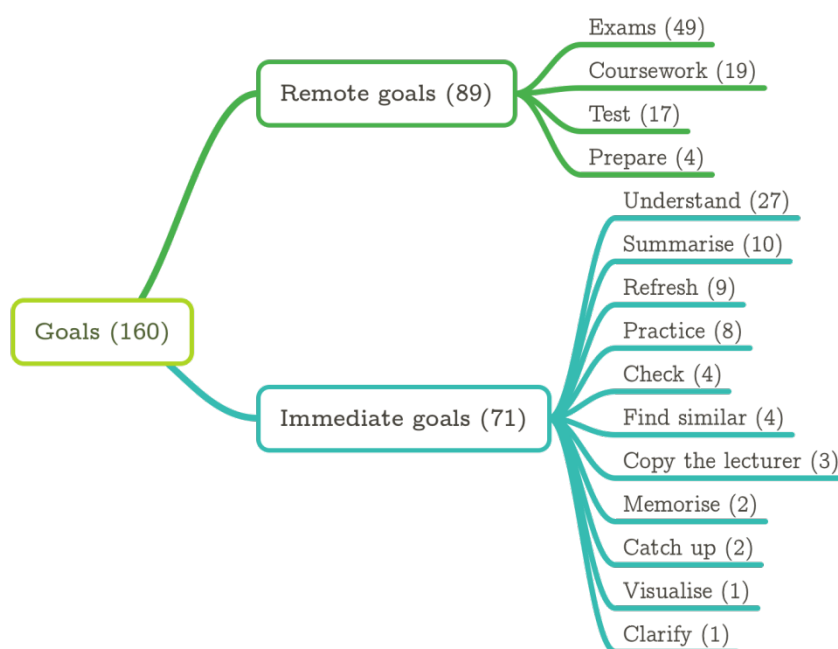 Goals (160)
Remote goals (89)
Exams (49)
Coursework (19)
Test (17)
Prepare (4)
Immediate goals (71)
Understand (27)
Summarise (10)
Refresh (9)
Practice (8)
Check (4)
Find similar (4)
Copy the lecturer (3)
Memorise (2)
Catch up (2)
Visualise (1)
Clarify (1)